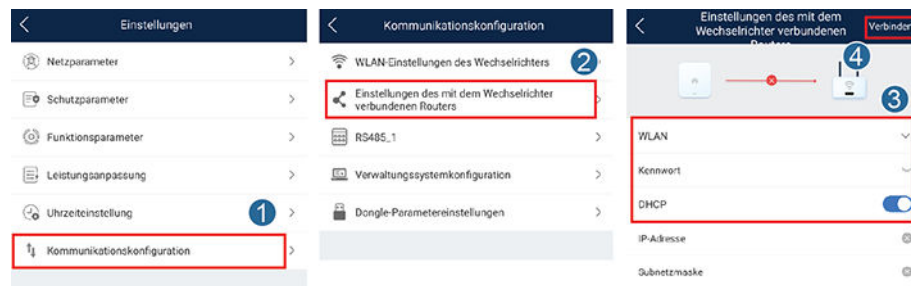 Einstellungen
Netzparameter
Schutzparameter
Funktionsparameter
Leistungsanpassung
Uhrzeiteinstellung
1
Kommunikationskonfiguration
Kommunikationskonfiguration
WLAN-Einstellungen des Wechselrichters
2
Einstellungen des mit dem Wechselrichter
verbundenen Routers
RS485_1
Verwaltungssystemkonfiguration
Dongle-Parametereinstellungen
Einstellungen des mit dem
Wechselrichter verbundenen
Routers
Verbinden
4
3
WLAN
Kennwort
DHCP
IP-Adresse
Subnetzmaske